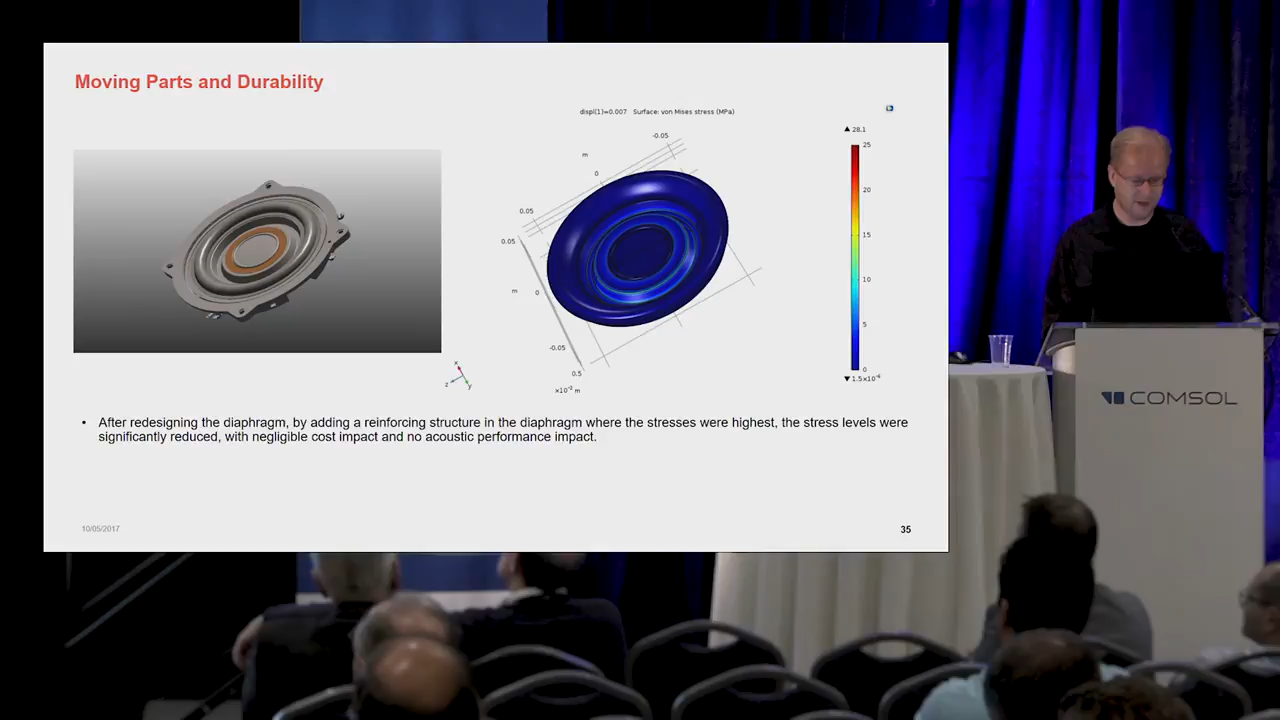 Moving Parts and Durability
displ(1)=0.007 Surface: von Mises stress (MPa)
-0.05
m
0
0.05
0.05
m
0
-0.05
0.5
×10⁻² m
x
z
y
▲ 28.1
25
20
15
10
5
0
• After redesigning the diaphragm, by adding a reinforcing structure in the diaphragm where the stresses were highest, the stress levels were
significantly reduced, with negligible cost impact and no acoustic performance impact.
10/05/2017
35
COMSOL